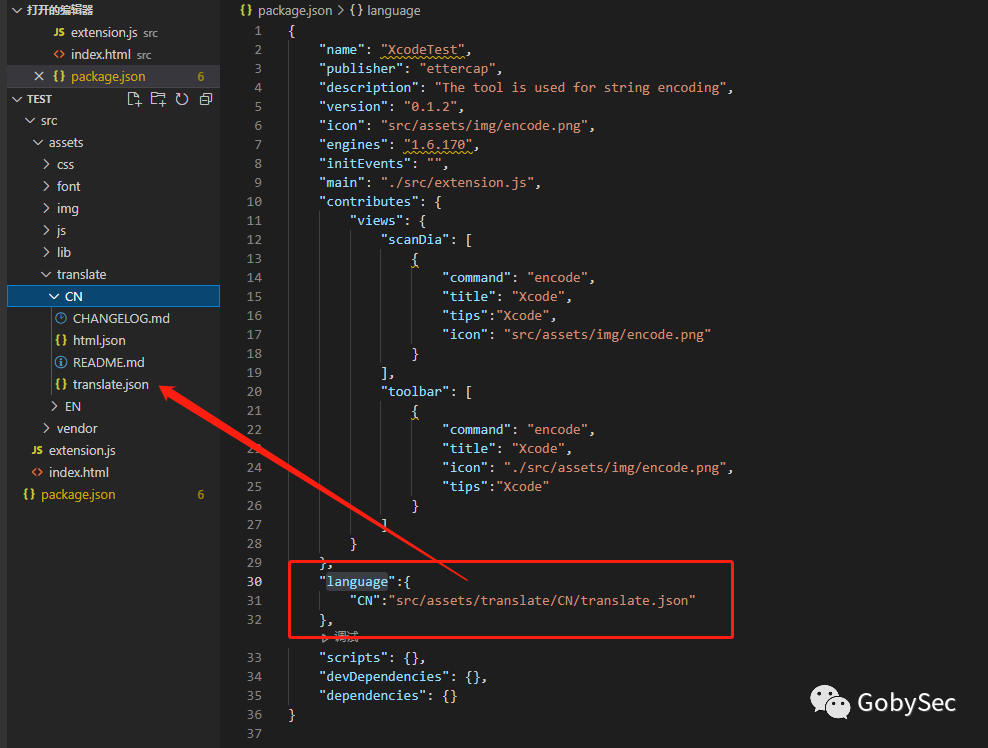 打开的编辑器
JS extension.js src
<> index.html src
{} package.json 6
TEST
src
assets
css
font
img
js
lib
translate
CN
CHANGELOG.md
{} html.json
README.md
{} translate.json
EN
vendor
JS extension.js
<> index.html
{} package.json 6
{} package.json > {} language
1 {
2 "name": "XcodeTest",
3 "publisher": "ettercap",
4 "description": "The tool is used for string encoding",
5 "version": "0.1.2",
6 "icon": "src/assets/img/encode.png",
7 "engines": "1.6.170",
8 "initEvents": "",
9 "main": "./src/extension.js",
10 "contributes": {
11 "views": {
12 "scanDia": [
13 {
14 "command": "encode",
15 "title": "Xcode",
16 "tips":"Xcode",
17 "icon": "src/assets/img/encode.png"
18 }
19 ],
20 "toolbar": [
21 {
22 "command": "encode",
23 "title": "Xcode",
24 "icon": "./src/assets/img/encode.png",
25 "tips":"Xcode"
26 }
27 ]
28 }
29 },
30 "language":{
31 "CN":"src/assets/translate/CN/translate.json"
32 },
调试
33 "scripts": {},
34 "devDependencies": {},
35 "dependencies": {}
36 }
37
GobySec